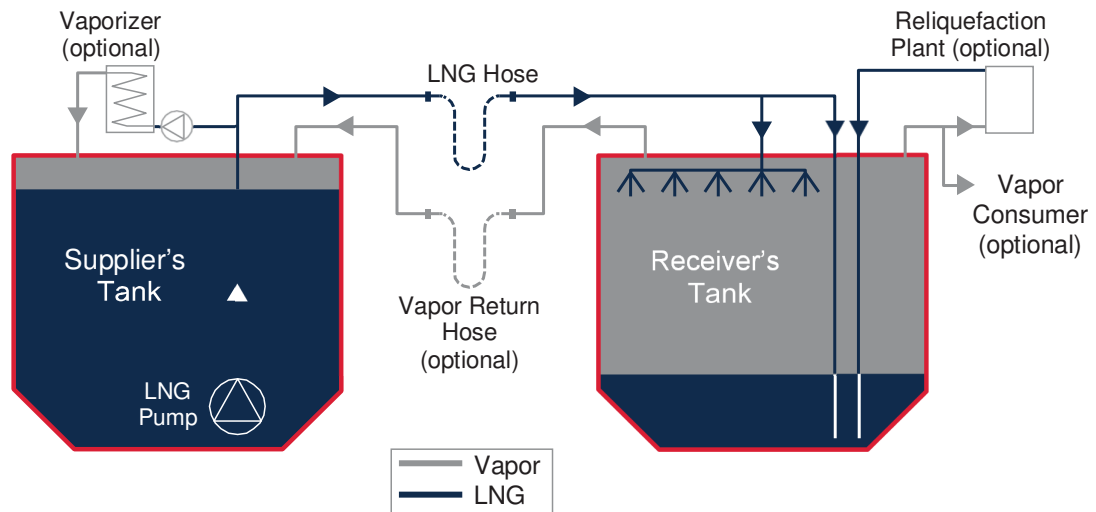 Vaporizer
(optional)
LNG Hose
Reliquefaction
Plant (optional)
Vapor
Consumer
(optional)
Supplier's
Tank
Receiver's
Tank
Vapor Return
Hose
(optional)
LNG
Pump
Vapor
LNG